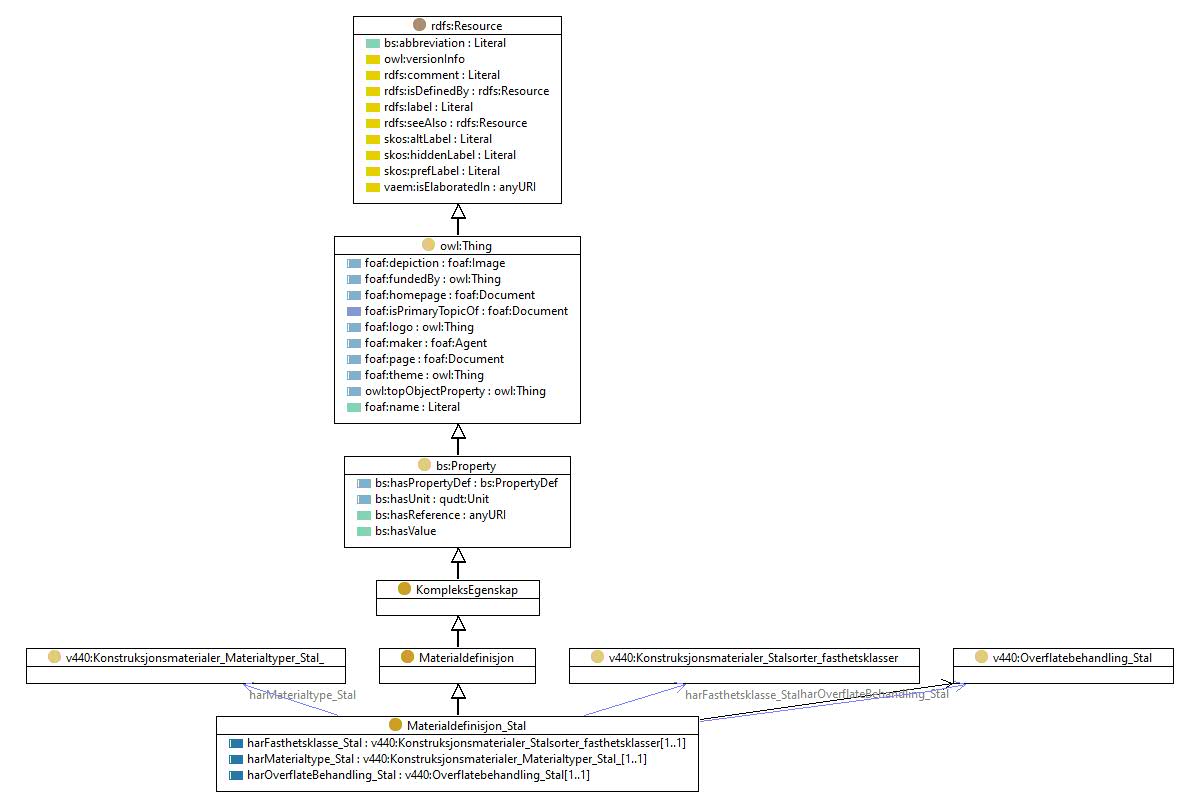 rdfs:Resource
bs:abbreviation : Literal
owl:versionInfo
rdfs:comment : Literal
rdfs:isDefinedBy : rdfs:Resource
rdfs:label : Literal
rdfs:seeAlso : rdfs:Resource
skos:altLabel : Literal
skos:hiddenLabel : Literal
skos:prefLabel : Literal
vaem:isElaboratedIn : anyURI
owl:Thing
foaf:depiction : foaf:Image
foaf:fundedBy : owl:Thing
foaf:homepage : foaf:Document
foaf:isPrimaryTopicOf : foaf:Document
foaf:logo : owl:Thing
foaf:maker : foaf:Agent
foaf:page : foaf:Document
foaf:theme : owl:Thing
owl:topObjectProperty : owl:Thing
foaf:name : Literal
bs:Property
bs:hasPropertyDef : bs:PropertyDef
bs:hasUnit : qudt:Unit
bs:hasReference : anyURI
bs:hasValue
KompleksEgenskap
v440:Konstruksjonsmaterialer_Materialtyper_Stal_
Materialdefinisjon
v440:Konstruksjonsmaterialer_Stalsorter_fasthetsklasser
v440:Overflatebehandling_Stal
harMaterialtype_Stal
harFasthetsklasse_Stal
harOverflateBehandling_Stal
Materialdefinisjon_Stal
harFasthetsklasse_Stal : v440:Konstruksjonsmaterialer_Stalsorter_fasthetsklasser[1..1]
harMaterialtype_Stal : v440:Konstruksjonsmaterialer_Materialtyper_Stal_[1..1]
harOverflateBehandling_Stal : v440:Overflatebehandling_Stal[1..1]